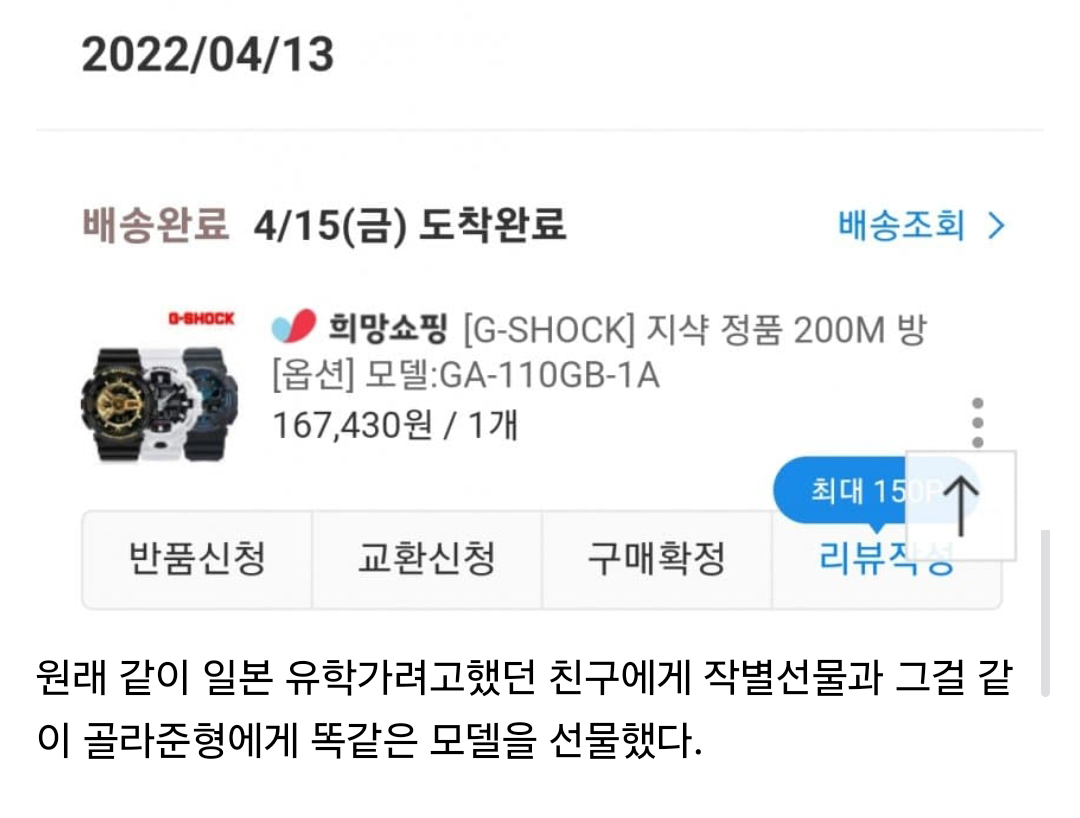 2022/04/13
배송완료 4/15(금) 도착완료
배송조회 >
G-SHOCK
희망쇼핑 [G-SHOCK] 지샥 정품 200M 방
[옵션] 모델:GA-110GB-1A
167,430원 / 1개
최대 150P
반품신청 교환신청 구매확정 리뷰작성
원래 같이 일본 유학가려고했던 친구에게 작별선물과 그걸 같
이 골라준형에게 똑같은 모델을 선물했다.